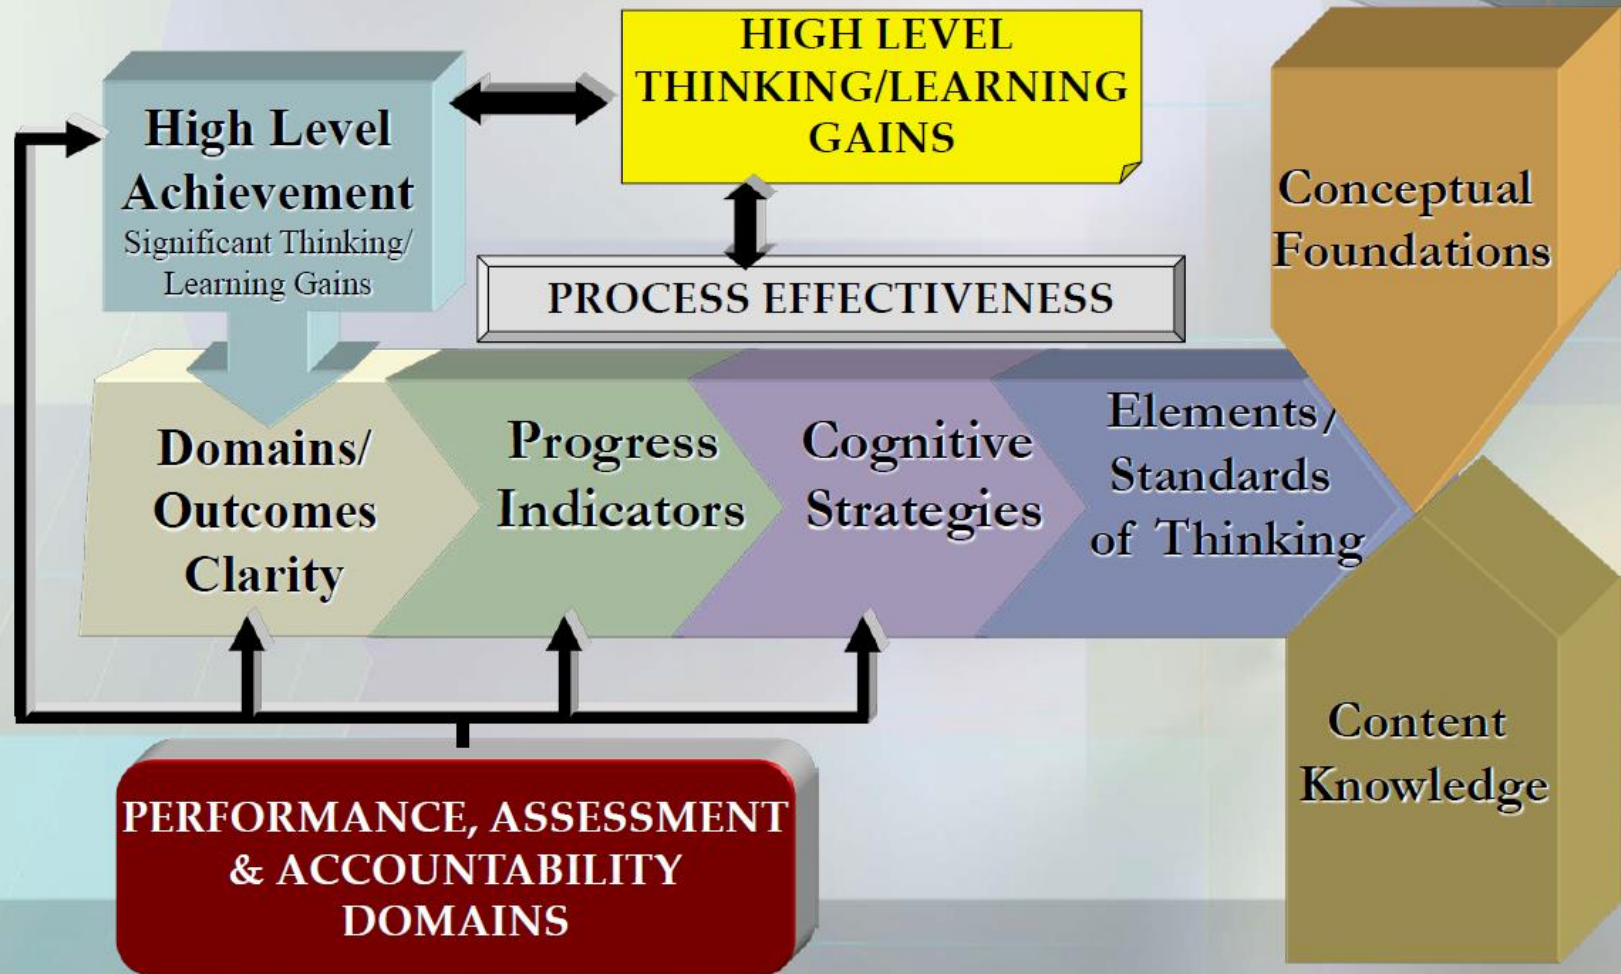 HIGH LEVEL
THINKING/LEARNING
GAINS
High Level
Achievement
Significant Thinking/
Learning Gains
Conceptual
Foundations
PROCESS EFFECTIVENESS
Domains/
Outcomes
Clarity
Progress
Indicators
Cognitive
Strategies
Elements/
Standards
of Thinking
Content
Knowledge
PERFORMANCE, ASSESSMENT
& ACCOUNTABILITY
DOMAINS